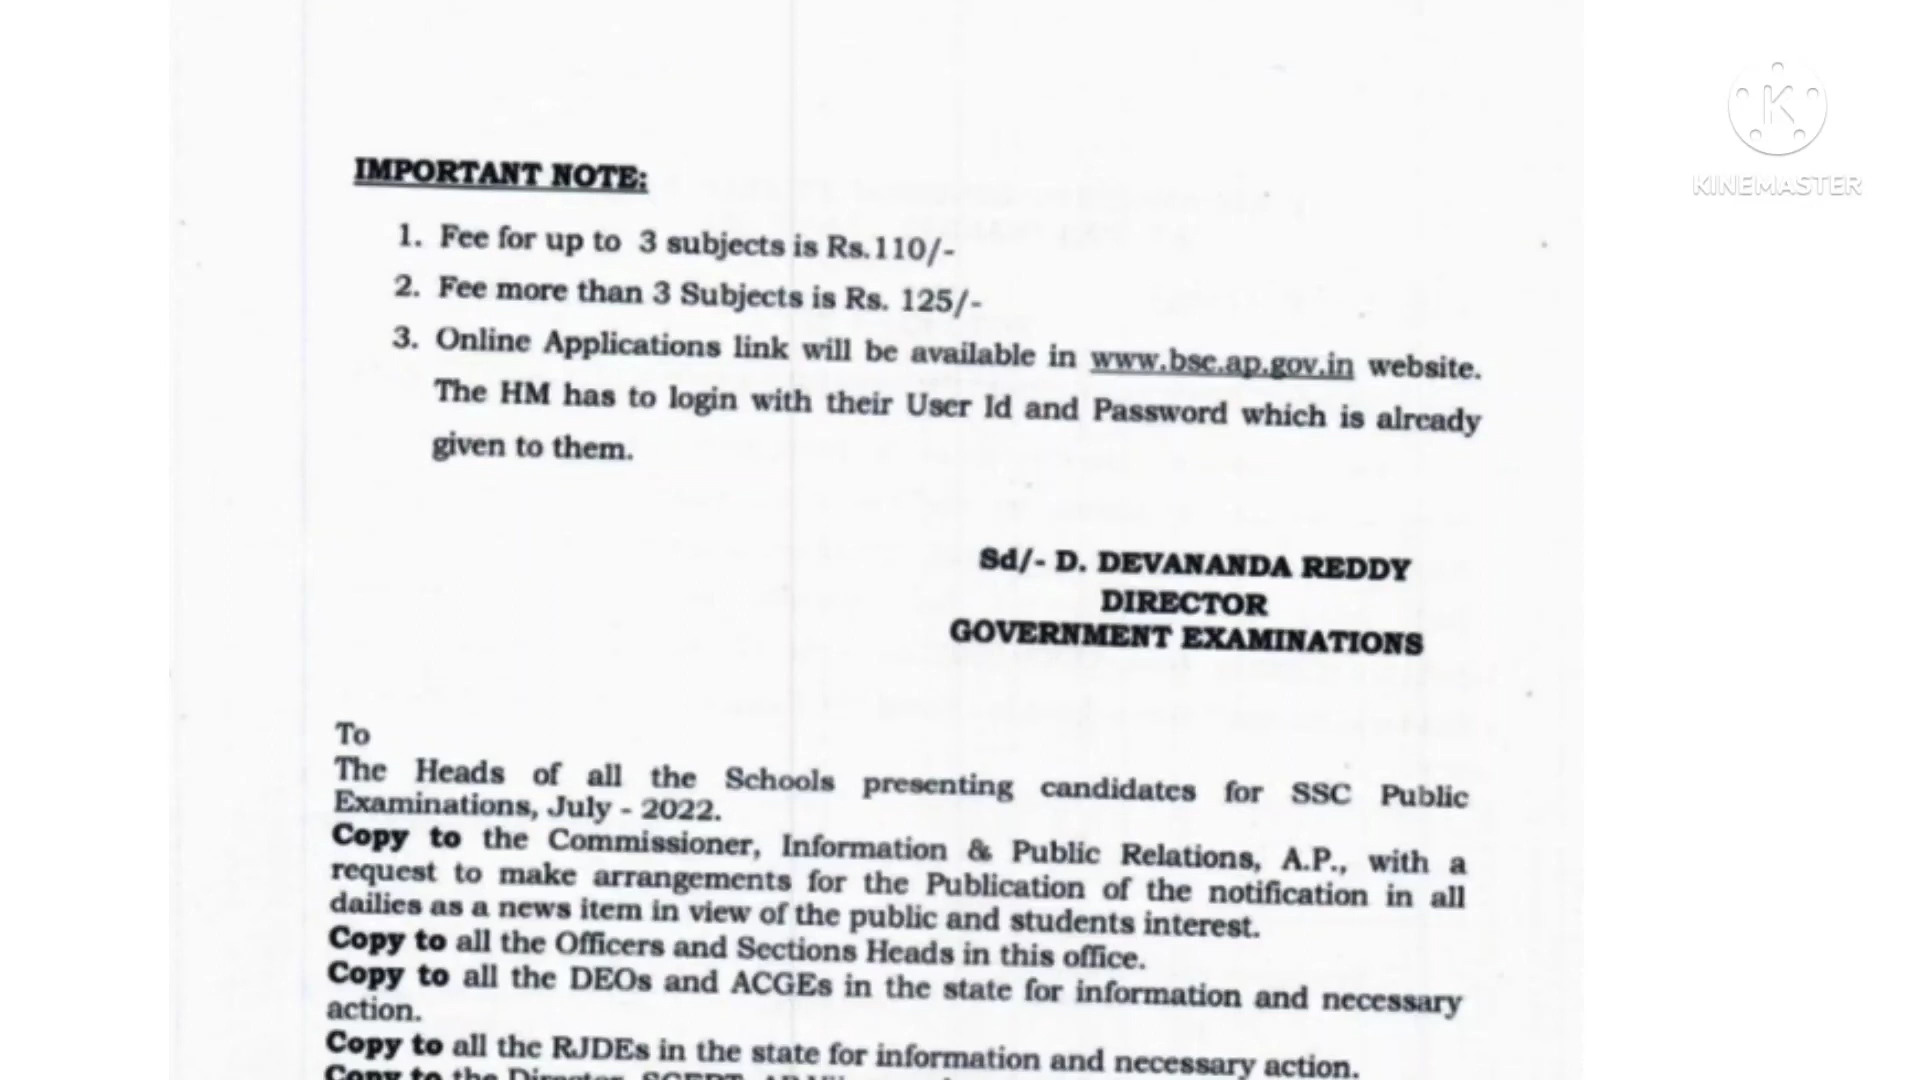 IMPORTANT NOTE:
1. Fee for up to 3 subjects is Rs.110/-
2. Fee more than 3 Subjects is Rs. 125/-
3. Online Applications link will be available in www.bse.ap.gov.in website.
The HM has to login with their User Id and Password which is already
given to them.
Sd/- D. DEVANANDA REDDY
DIRECTOR
GOVERNMENT EXAMINATIONS
To
The Heads of all the Schools presenting candidates for SSC Public
Examinations, July - 2022.
Copy to the Commissioner, Information & Public Relations, A.P., with a
request to make arrangements for the Publication of the notification in all
dailies as a news item in view of the public and students interest.
Copy to all the Officers and Sections Heads in this office.
Copy to all the DEOs and ACGEs in the state for information and necessary
action.
Copy to all the RJDEs in the state for information and necessary action.
Copy to the Director, SCERT,
K
KINEMASTER